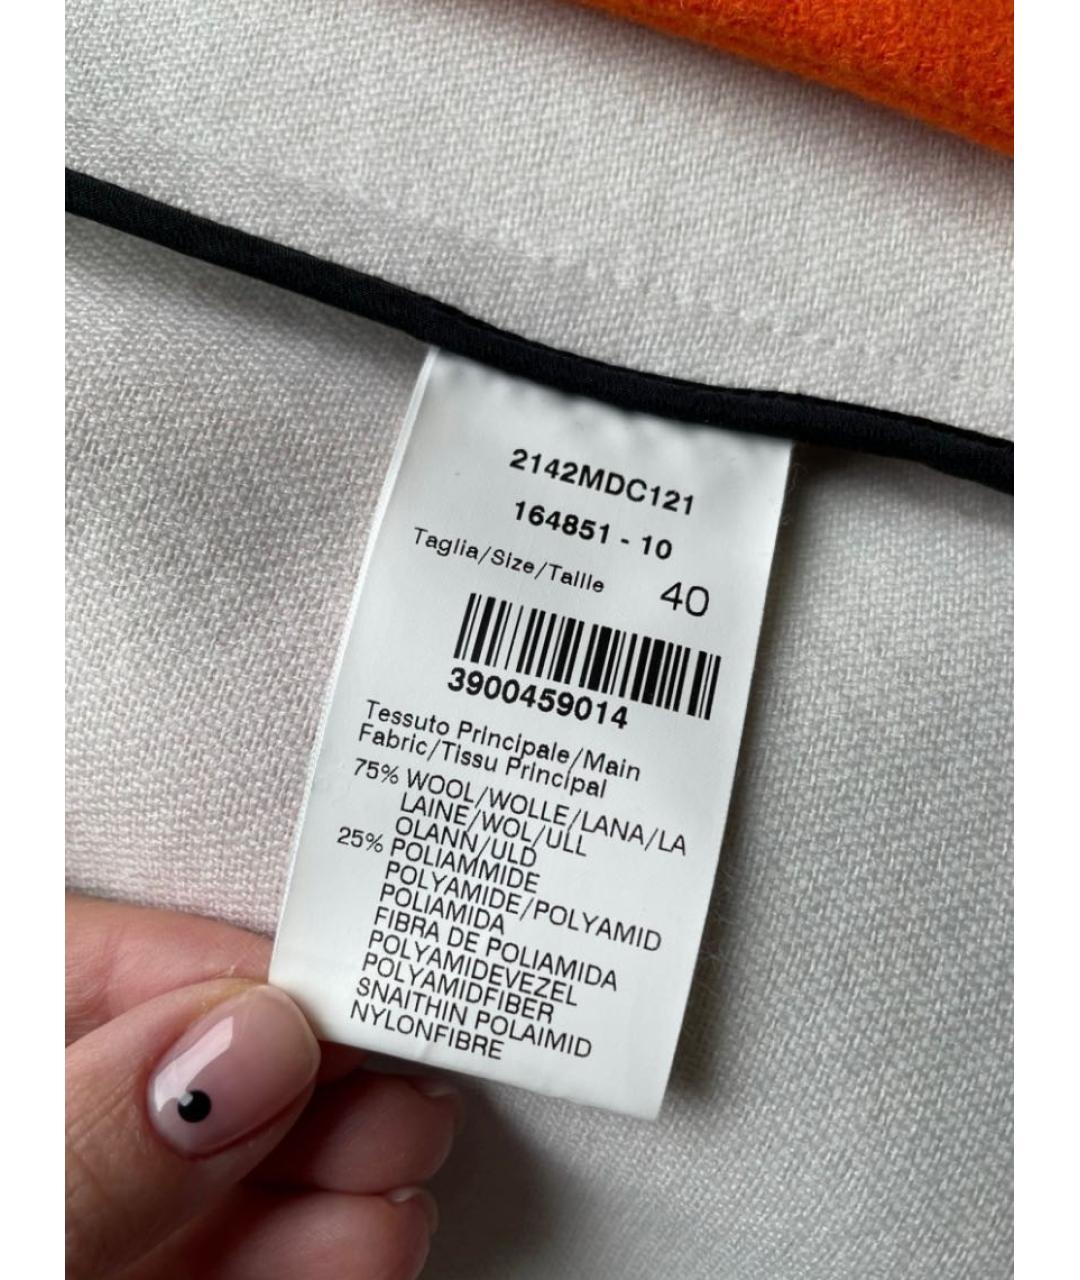 2142MDC121
164851 - 10
Taglia/Size/Taille 40
3900459014
Tessuto Principale/Main
Fabric/Tissu Principal
75% WOOL/WOLLE/LANA/LA
LAINE/WOL/ULL
OLANN/ULD
25% POLIAMMIDE
POLYAMIDE/POLYAMID
POLIAMIDA
FIBRA DE POLIAMIDA
POLYAMIDEVEZEL
POLYAMIDFIBER
SNAITHIN POLAIMID
NYLONFIBRE